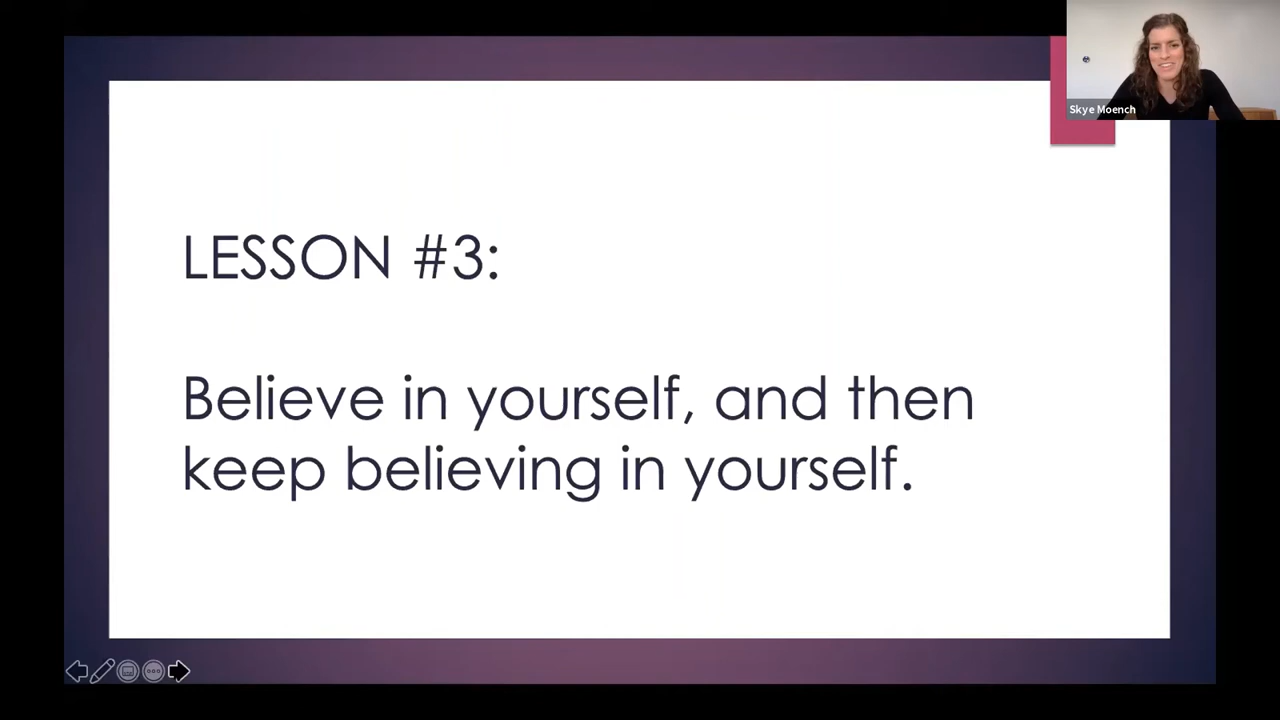 Skye Moench
LESSON #3:
Believe in yourself, and then
keep believing in yourself.